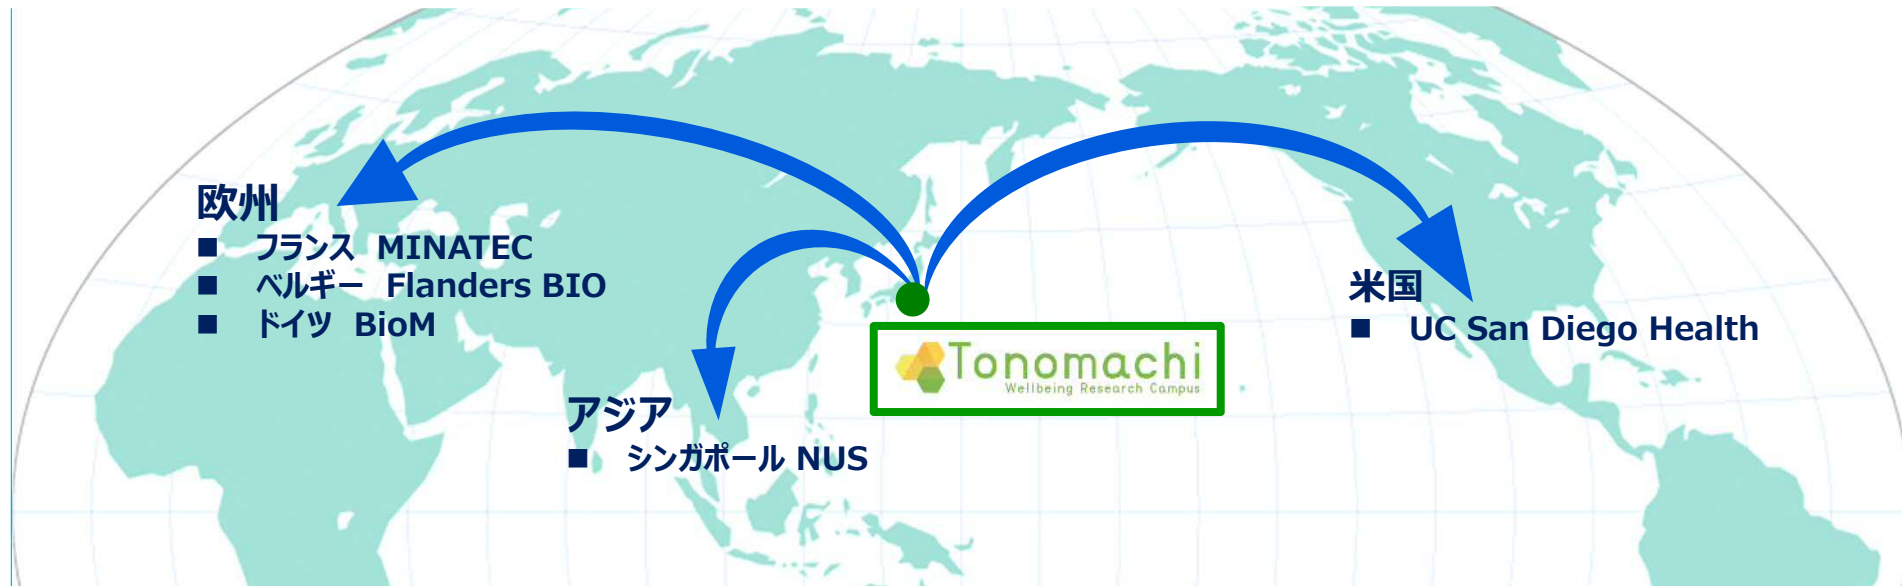 欧州
■ フランス MINATEC
■ ベルギー Flanders BIO
■ ドイツ BioM
アジア
■ シンガポール NUS
Tonomachi
Wellbeing Research Campus
米国
■ UC San Diego Health